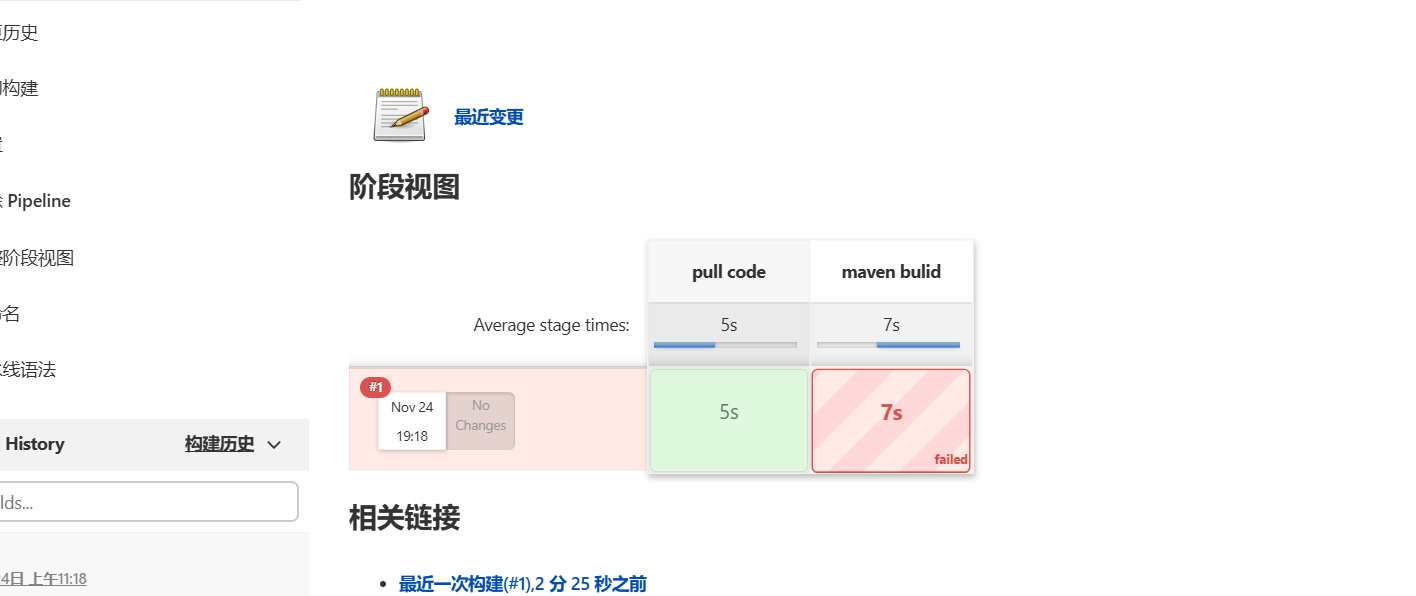 历史
构建
Pipeline
阶段视图
名
线语法
History
构建历史
lds...
4日 上午11:18
最近变更
阶段视图
pull code
maven bulid
Average stage times:
5s
7s
#1
Nov 24
19:18
No
Changes
5s
7s
failed
相关链接
最近一次构建(#1),2 分 25 秒之前